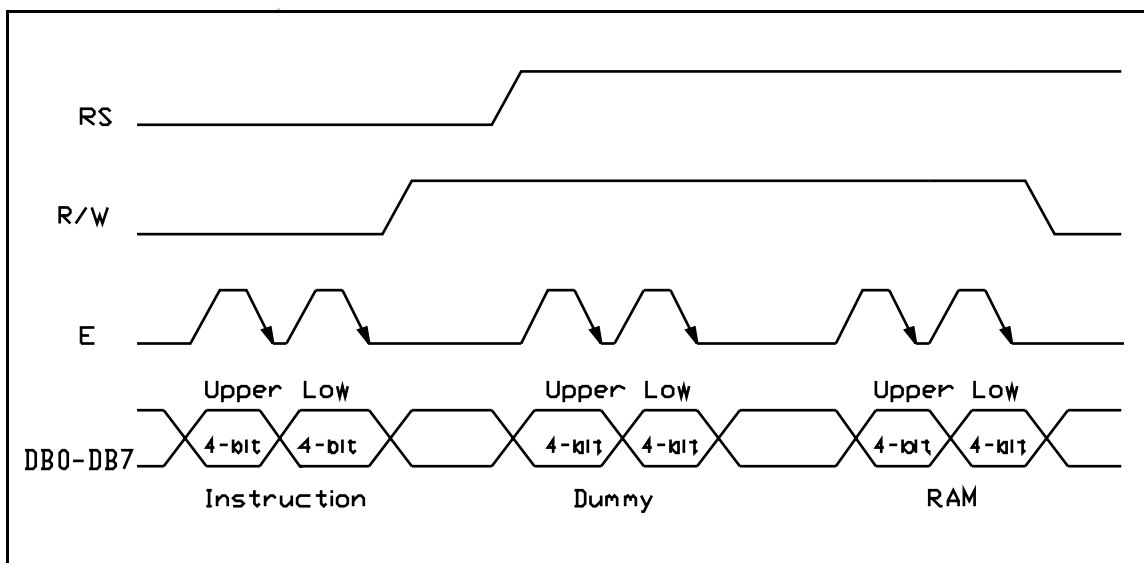 RS
R/W
E
Upper Low Upper Low Upper Low
4-bit 4-bit 4-bit 4-bit 4-bit 4-bit
DB0-DB7
Instruction Dummy RAM